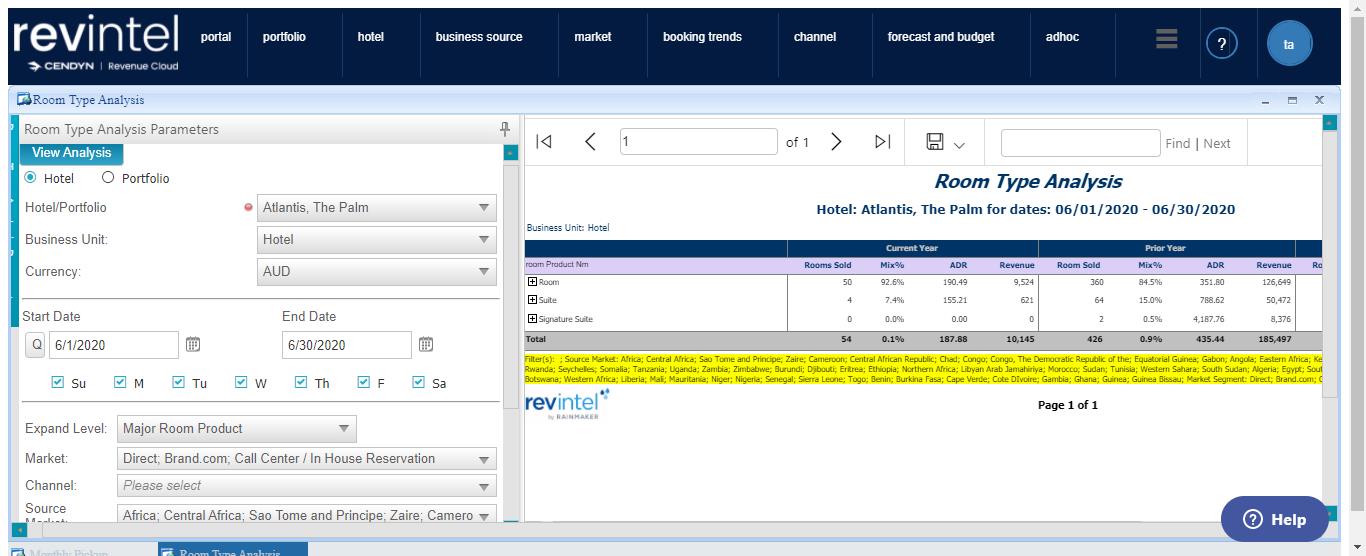 revintel
CENDYN | Revenue Cloud
portal portfolio hotel business source market booking trends channel forecast and budget adhoc ? ta
Room Type Analysis
Room Type Analysis Parameters
View Analysis
Hotel Portfolio
Hotel/Portfolio Atlantis, The Palm
Business Unit: Hotel
Currency: AUD
Start Date End Date
Q 6/1/2020 6/30/2020
Su M Tu W Th F Sa
Expand Level: Major Room Product
Market: Direct; Brand.com; Call Center / In House Reservation
Channel: Please select
Source
Market: Africa; Central Africa; Sao Tome and Principe; Zaire; Camero
1 of 1 Find | Next
Room Type Analysis
Hotel: Atlantis, The Palm for dates: 06/01/2020 - 06/30/2020
Business Unit: Hotel
Current Year Prior Year
room Product Nm Rooms Sold Mix% ADR Revenue Room Sold Mix% ADR Revenue Ro
Room 50 92.6% 190.49 9,524 360 84.5% 351.80 126,649
Suite 4 7.4% 155.21 621 64 15.0% 788.62 50,472
Signature Suite 0 0.0% 0.00 0 2 0.5% 4,187.76 8,376
Total 54 0.1% 187.88 10,145 426 0.9% 435.44 185,497
Filter(s): ; Source Market: Africa; Central Africa; Sao Tome and Principe; Zaire; Cameroon; Central African Republic; Chad; Congo; Congo, The Democratic Republic of the; Equatorial Guinea; Gabon; Angola; Eastern Africa; Ke
Rwanda; Seychelles; Somalia; Tanzania; Uganda; Zambia; Zimbabwe; Burundi; Djibouti; Eritrea; Ethiopia; Northern Africa; Libyan Arab Jamahiriya; Morocco; Sudan; Tunisia; Western Sahara; South Sudan; Algeria; Egypt; Sout
Botswana; Western Africa; Liberia; Mali; Mauritania; Niger; Nigeria; Senegal; Sierra Leone; Togo; Benin; Burkina Fasa; Cape Verde; Cote DIvoire; Gambia; Ghana; Guinea; Guinea Bissau; Market Segment: Direct; Brand.com; C
revintel
by RAINMAKER
Page 1 of 1
Help
Monthly Pickup Room Type Analysis